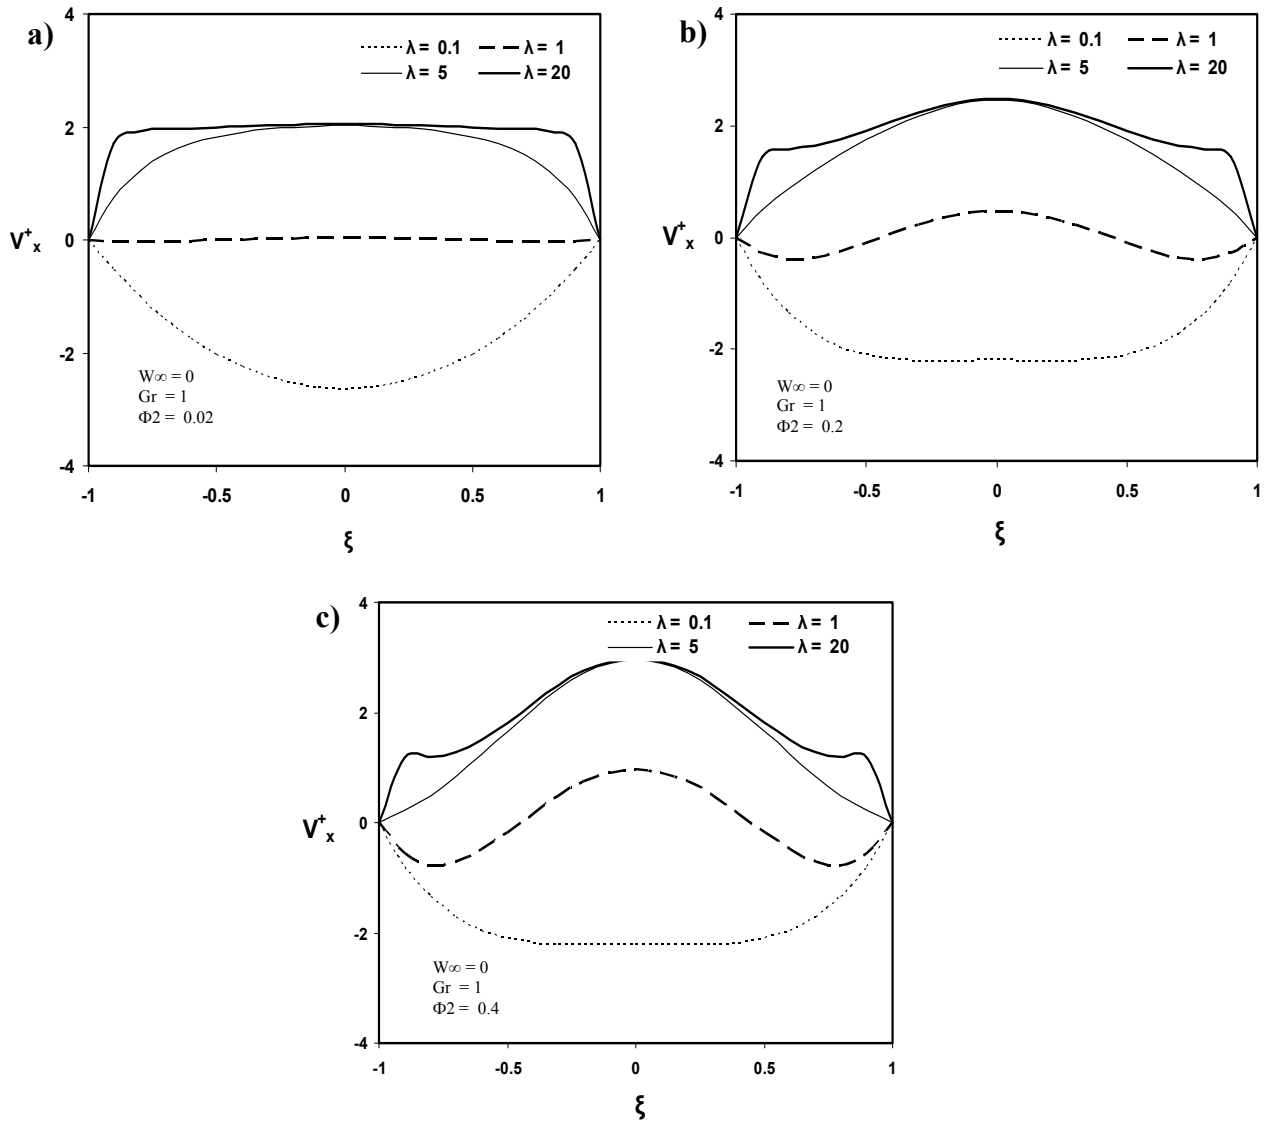 a)
4
λ = 0.1 λ = 1
λ = 5 λ = 20
2
V⁺ₓ 0
-2
W∞ = 0
Gr = 1
Φ2 = 0.02
-4
-1 -0.5 0 0.5 1
ξ
b)
4
λ = 0.1 λ = 1
λ = 5 λ = 20
2
V⁺ₓ 0
-2
W∞ = 0
Gr = 1
Φ2 = 0.2
-4
-1 -0.5 0 0.5 1
ξ
c)
4
λ = 0.1 λ = 1
λ = 5 λ = 20
2
V⁺ₓ 0
-2
W∞ = 0
Gr = 1
Φ2 = 0.4
-4
-1 -0.5 0 0.5 1
ξ